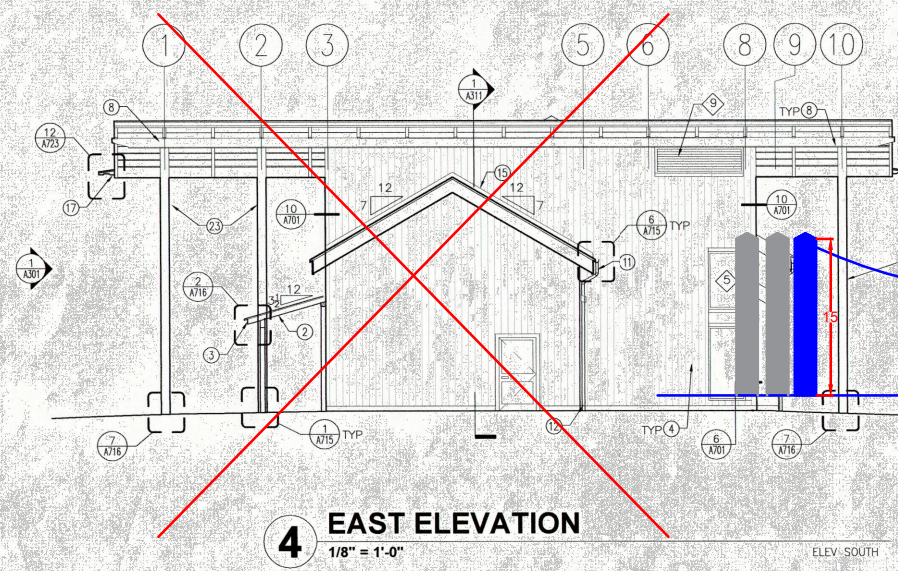 1 2 3 5 6 8 9 10
1
A311
8
9
TYP 8
12
A723
17
23
10
A701
12
7
15
12
7
6
A715 TYP
11
10
A701
1
A301
2
A716
12
3
2
5
15
7
A716
1
A715 TYP
12
TYP 4
6
A701
7
A716
4
EAST ELEVATION
1/8" = 1'-0"
ELEV SOUTH